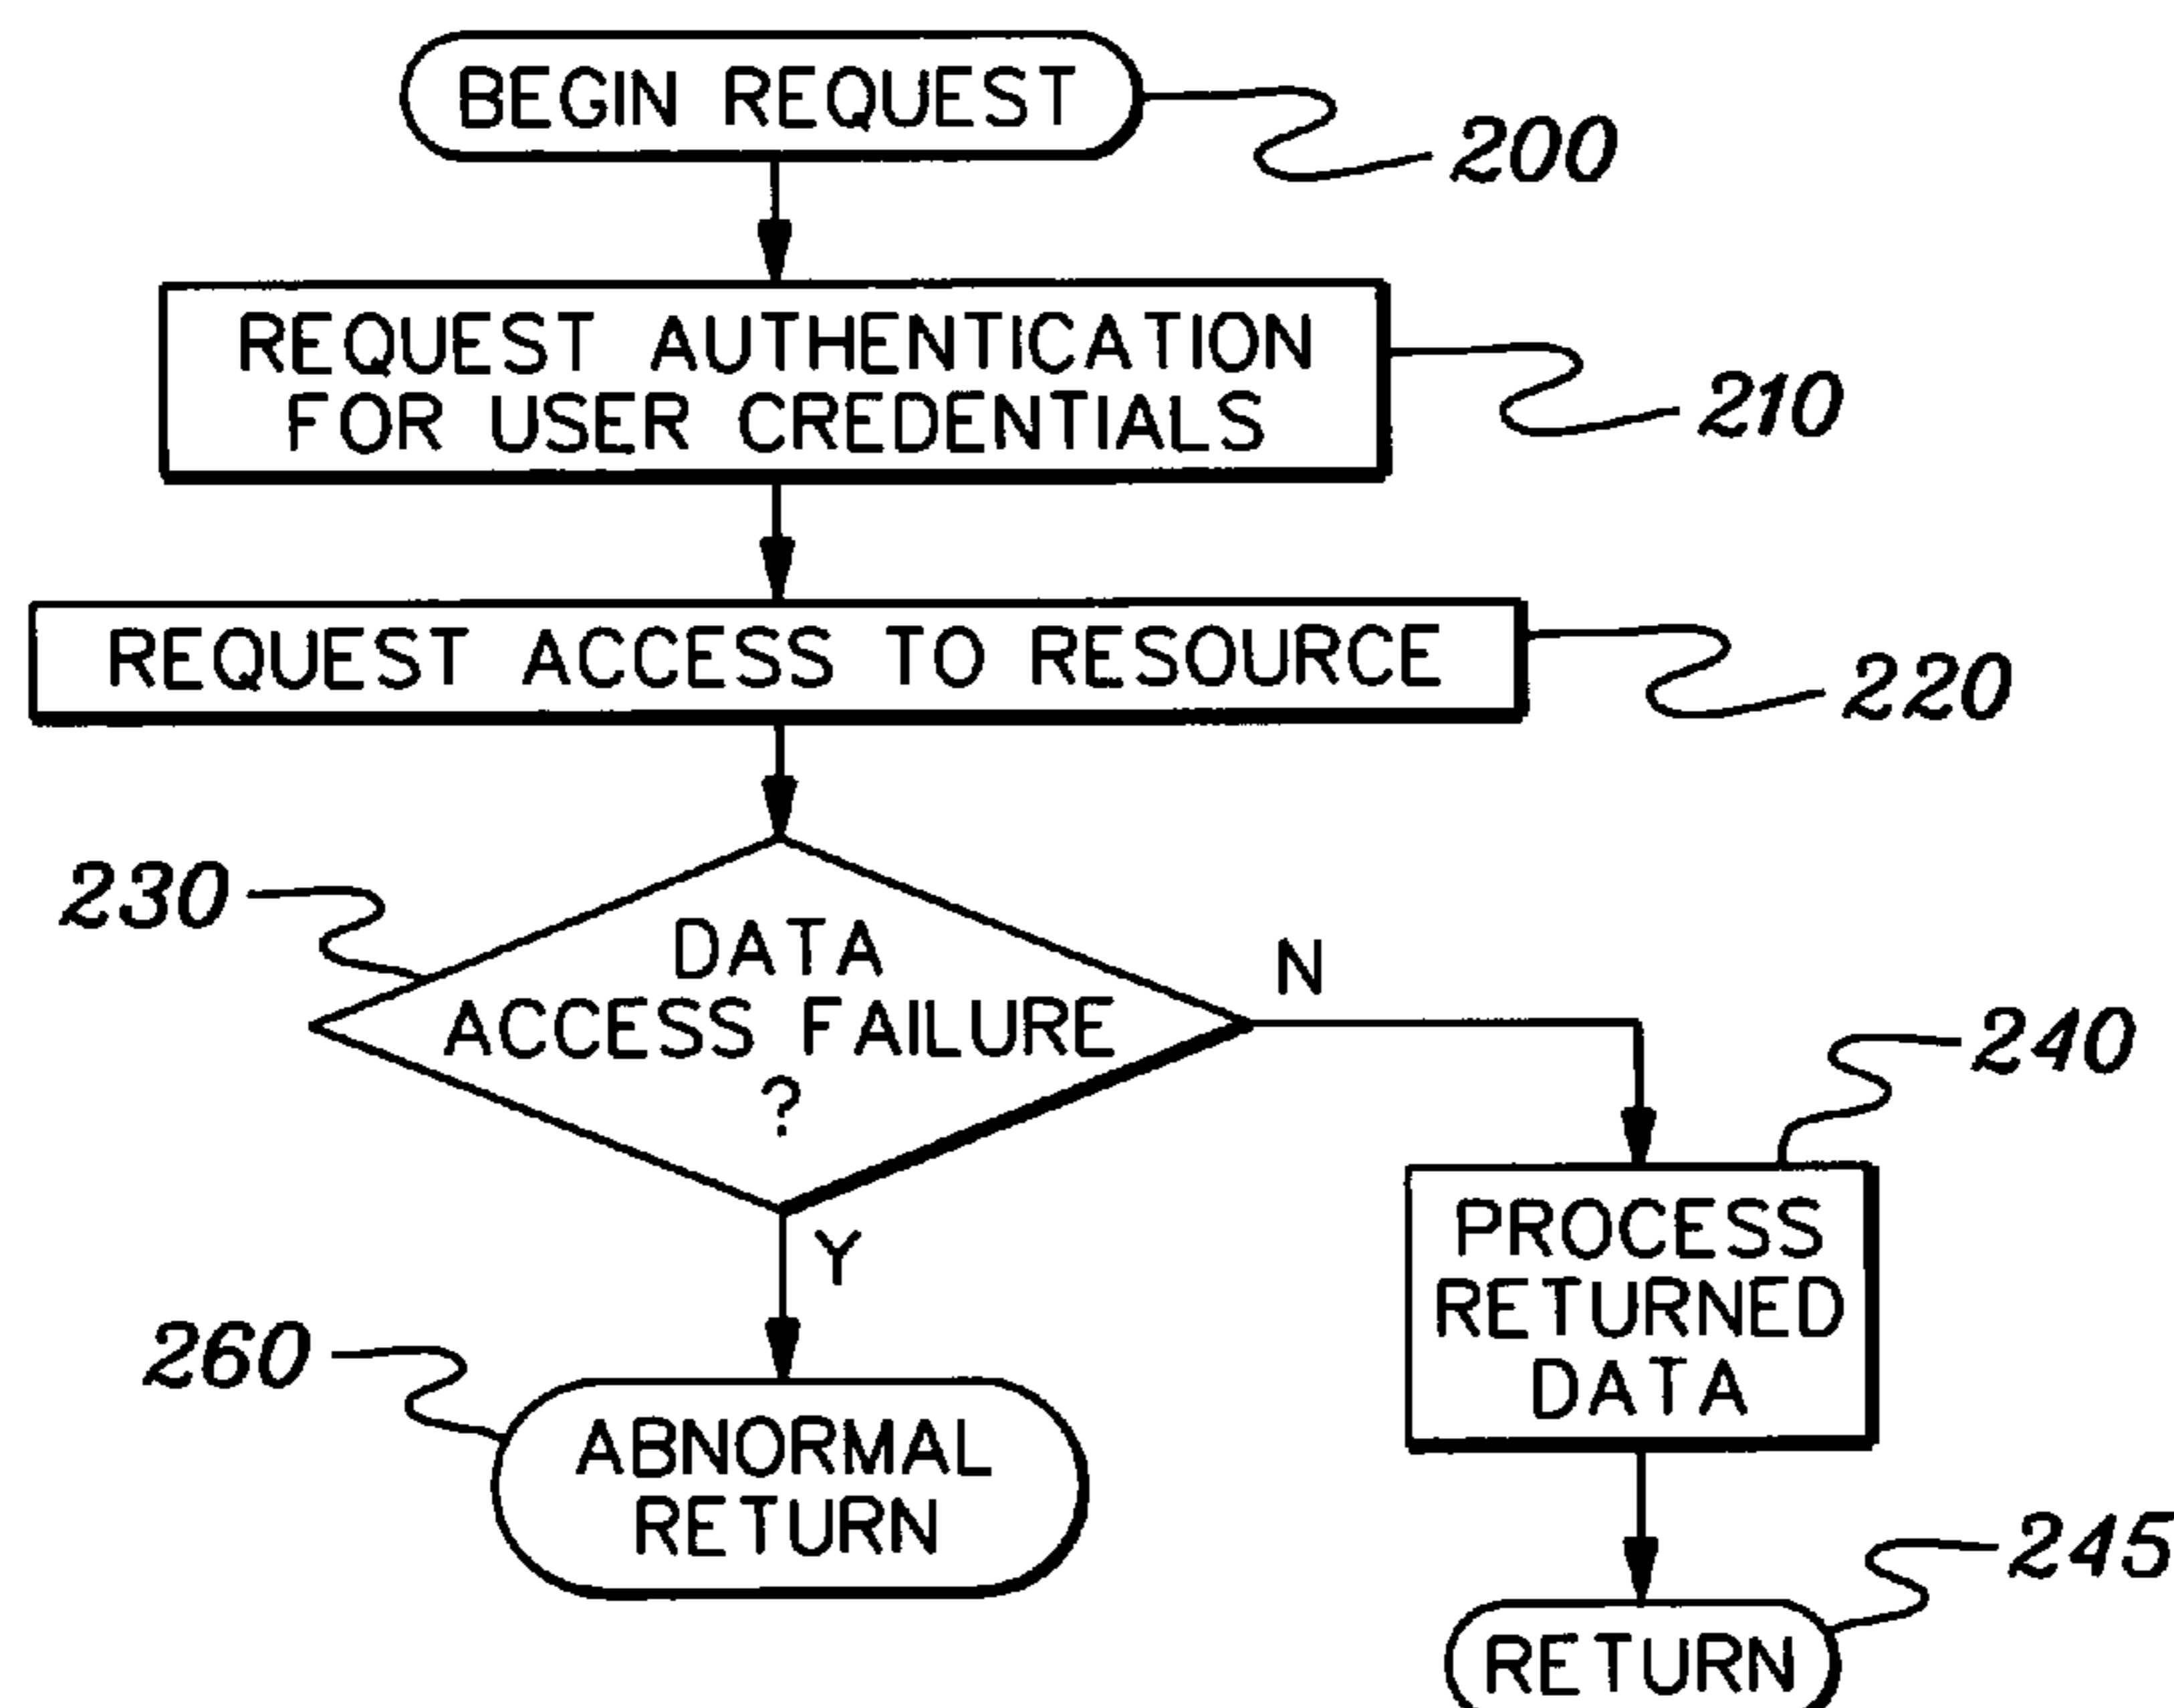 BEGIN REQUEST
200
REQUEST AUTHENTICATION
FOR USER CREDENTIALS
210
REQUEST ACCESS TO RESOURCE
220
230
DATA
ACCESS FAILURE
?
N
Y
240
PROCESS
RETURNED
DATA
260
ABNORMAL
RETURN
245
RETURN